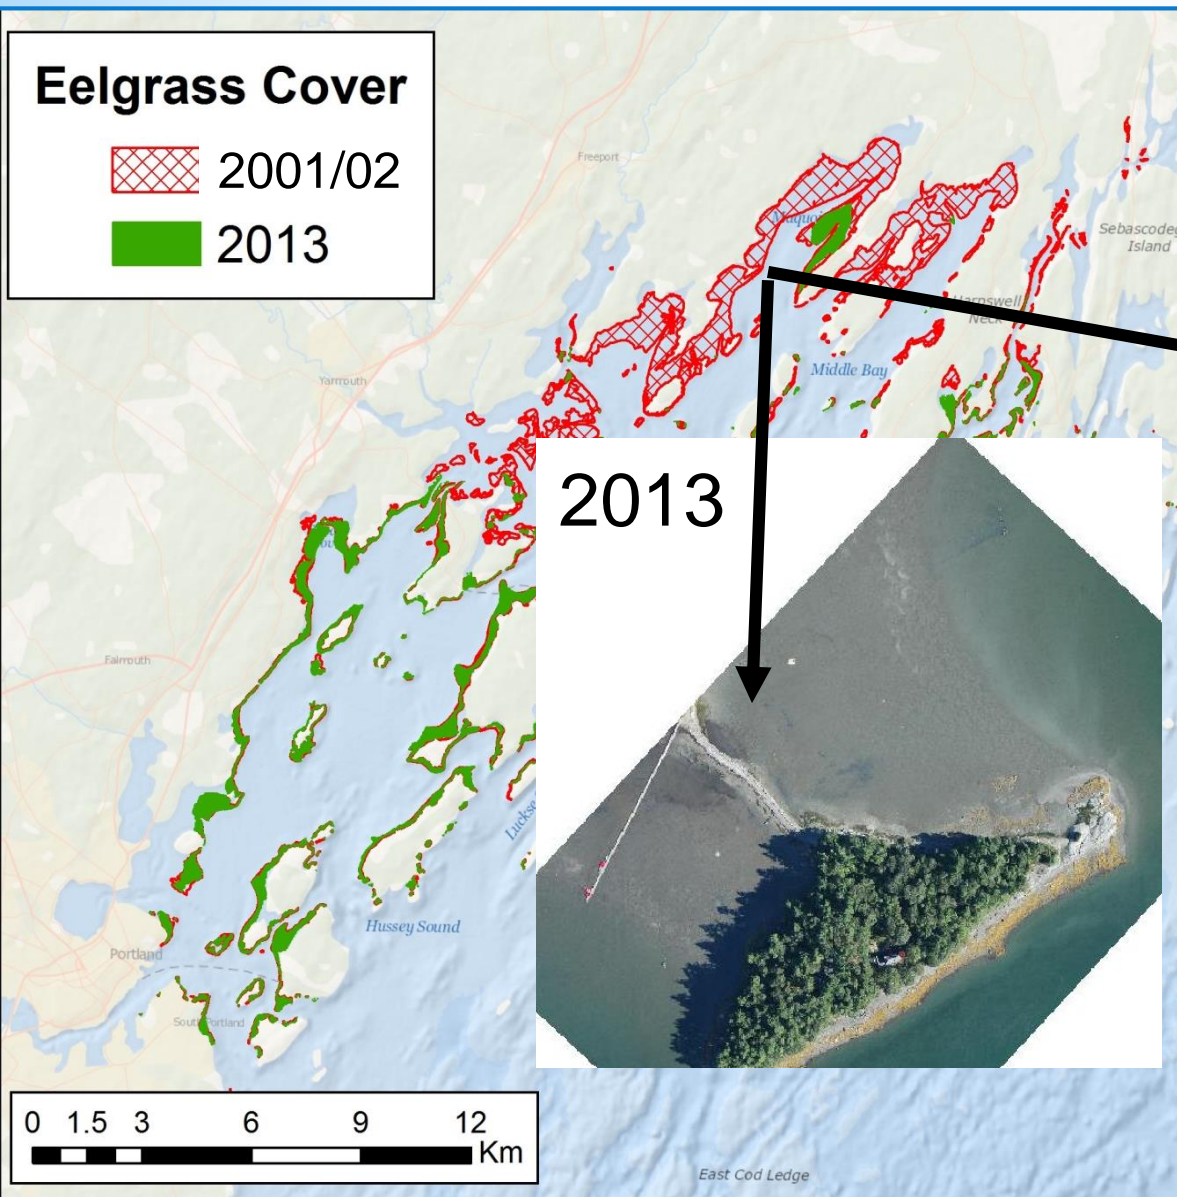 Eelgrass Cover
2001/02
2013
Freeport
Sebascodeg
Island
Harpswell
Neck
Middle Bay
Yarmouth
2013
Falmouth
Hussey Sound
Portland
South Portland
0 1.5 3 6 9 12
Km
East Cod Ledge